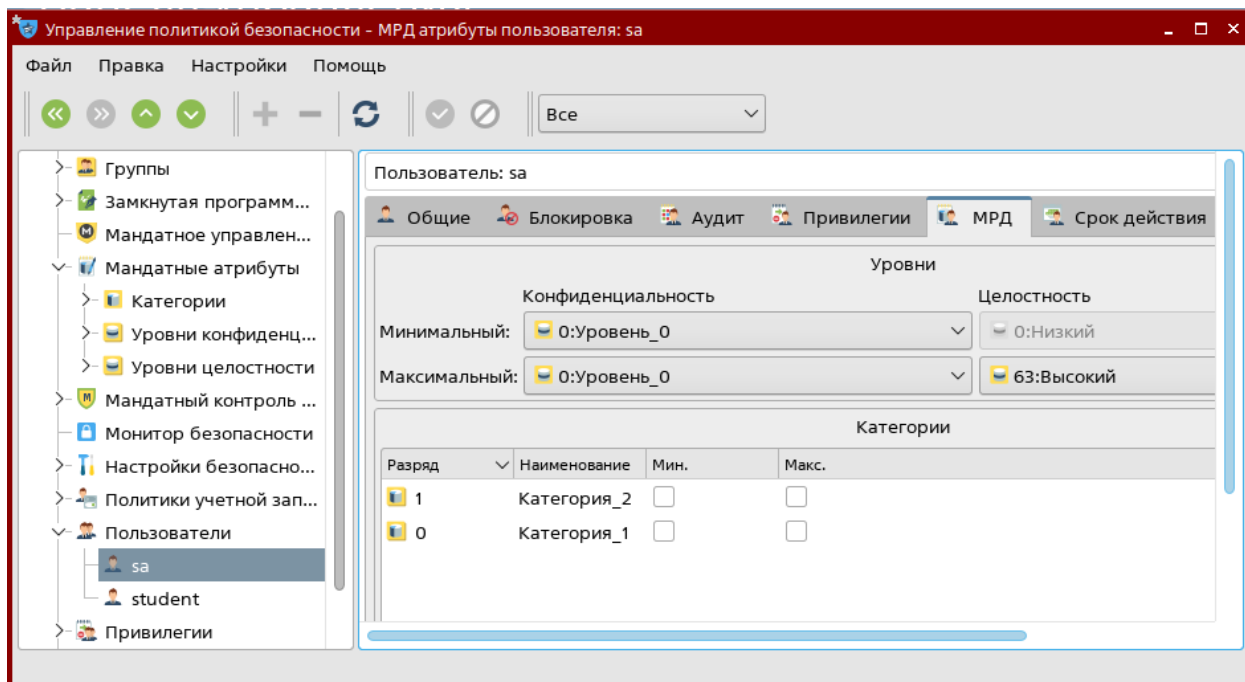 Управление политикой безопасности - МРД атрибуты пользователя: sa
Файл Правка Настройки Помощь
Все
Группы
Замкнутая программ...
Мандатное управлен...
Мандатные атрибуты
Категории
Уровни конфиденц...
Уровни целостности
Мандатный контроль ...
Монитор безопасности
Настройки безопасно...
Политики учетной зап...
Пользователи
sa
student
Привилегии
Пользователь: sa
Общие Блокировка Аудит Привилегии МРД Срок действия
Уровни
Конфиденциальность Целостность
Минимальный: 0:Уровень_0 0:Низкий
Максимальный: 0:Уровень_0 63:Высокий
Категории
Разряд Наименование Мин. Макс.
1 Категория_2
0 Категория_1